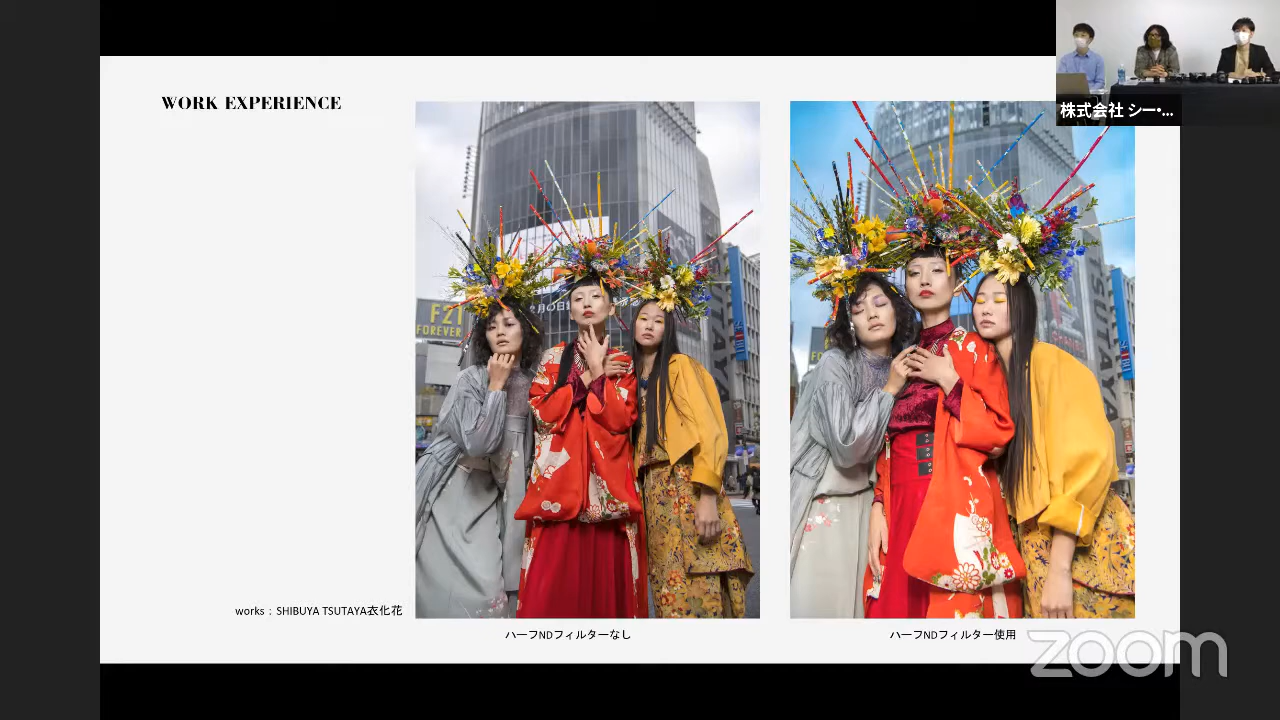 WORK EXPERIENCE
株式会社 シー・...
F21
FOREVER
works：SHIBUYA TSUTAYA衣化花
ハーフNDフィルターなし
ハーフNDフィルター使用
zoom